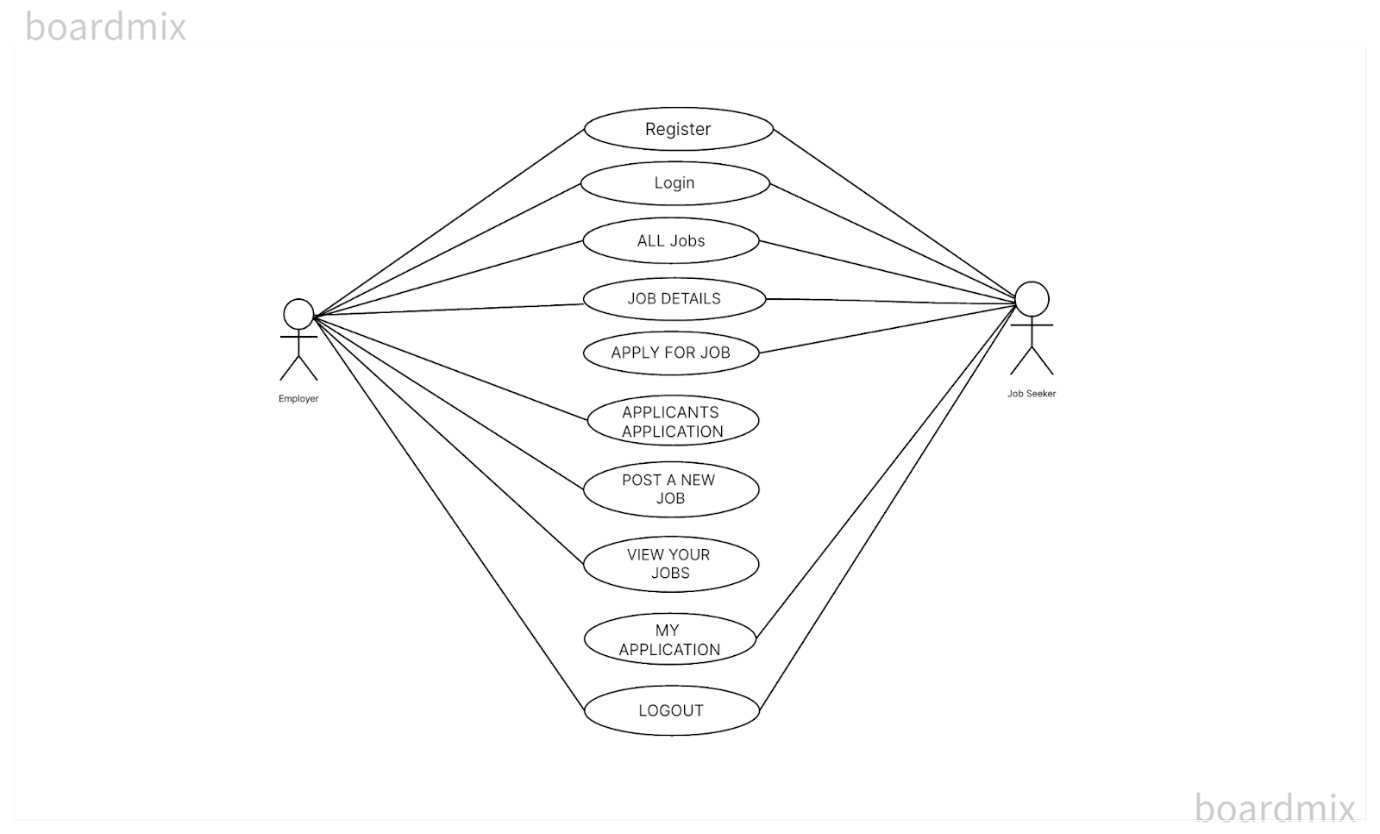 boardmix
Register
Login
ALL Jobs
JOB DETAILS
APPLY FOR JOB
Employer
Job Seeker
APPLICANTS
APPLICATION
POST A NEW
JOB
VIEW YOUR
JOBS
MY
APPLICATION
LOGOUT
boardmix